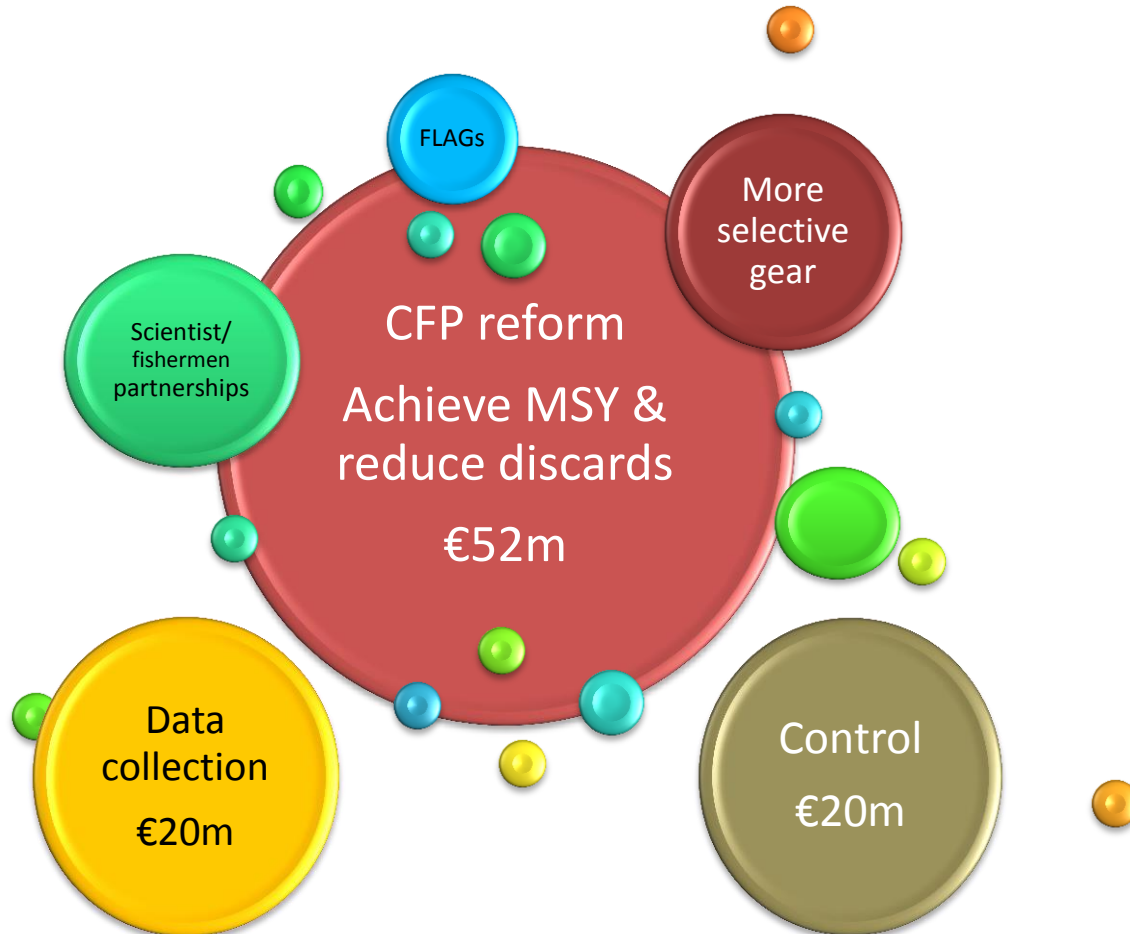 FLAGs
More
selective
gear
Scientist/
fishermen
partnerships
CFP reform
Achieve MSY &
reduce discards
€52m
Data
collection
€20m
Control
€20m